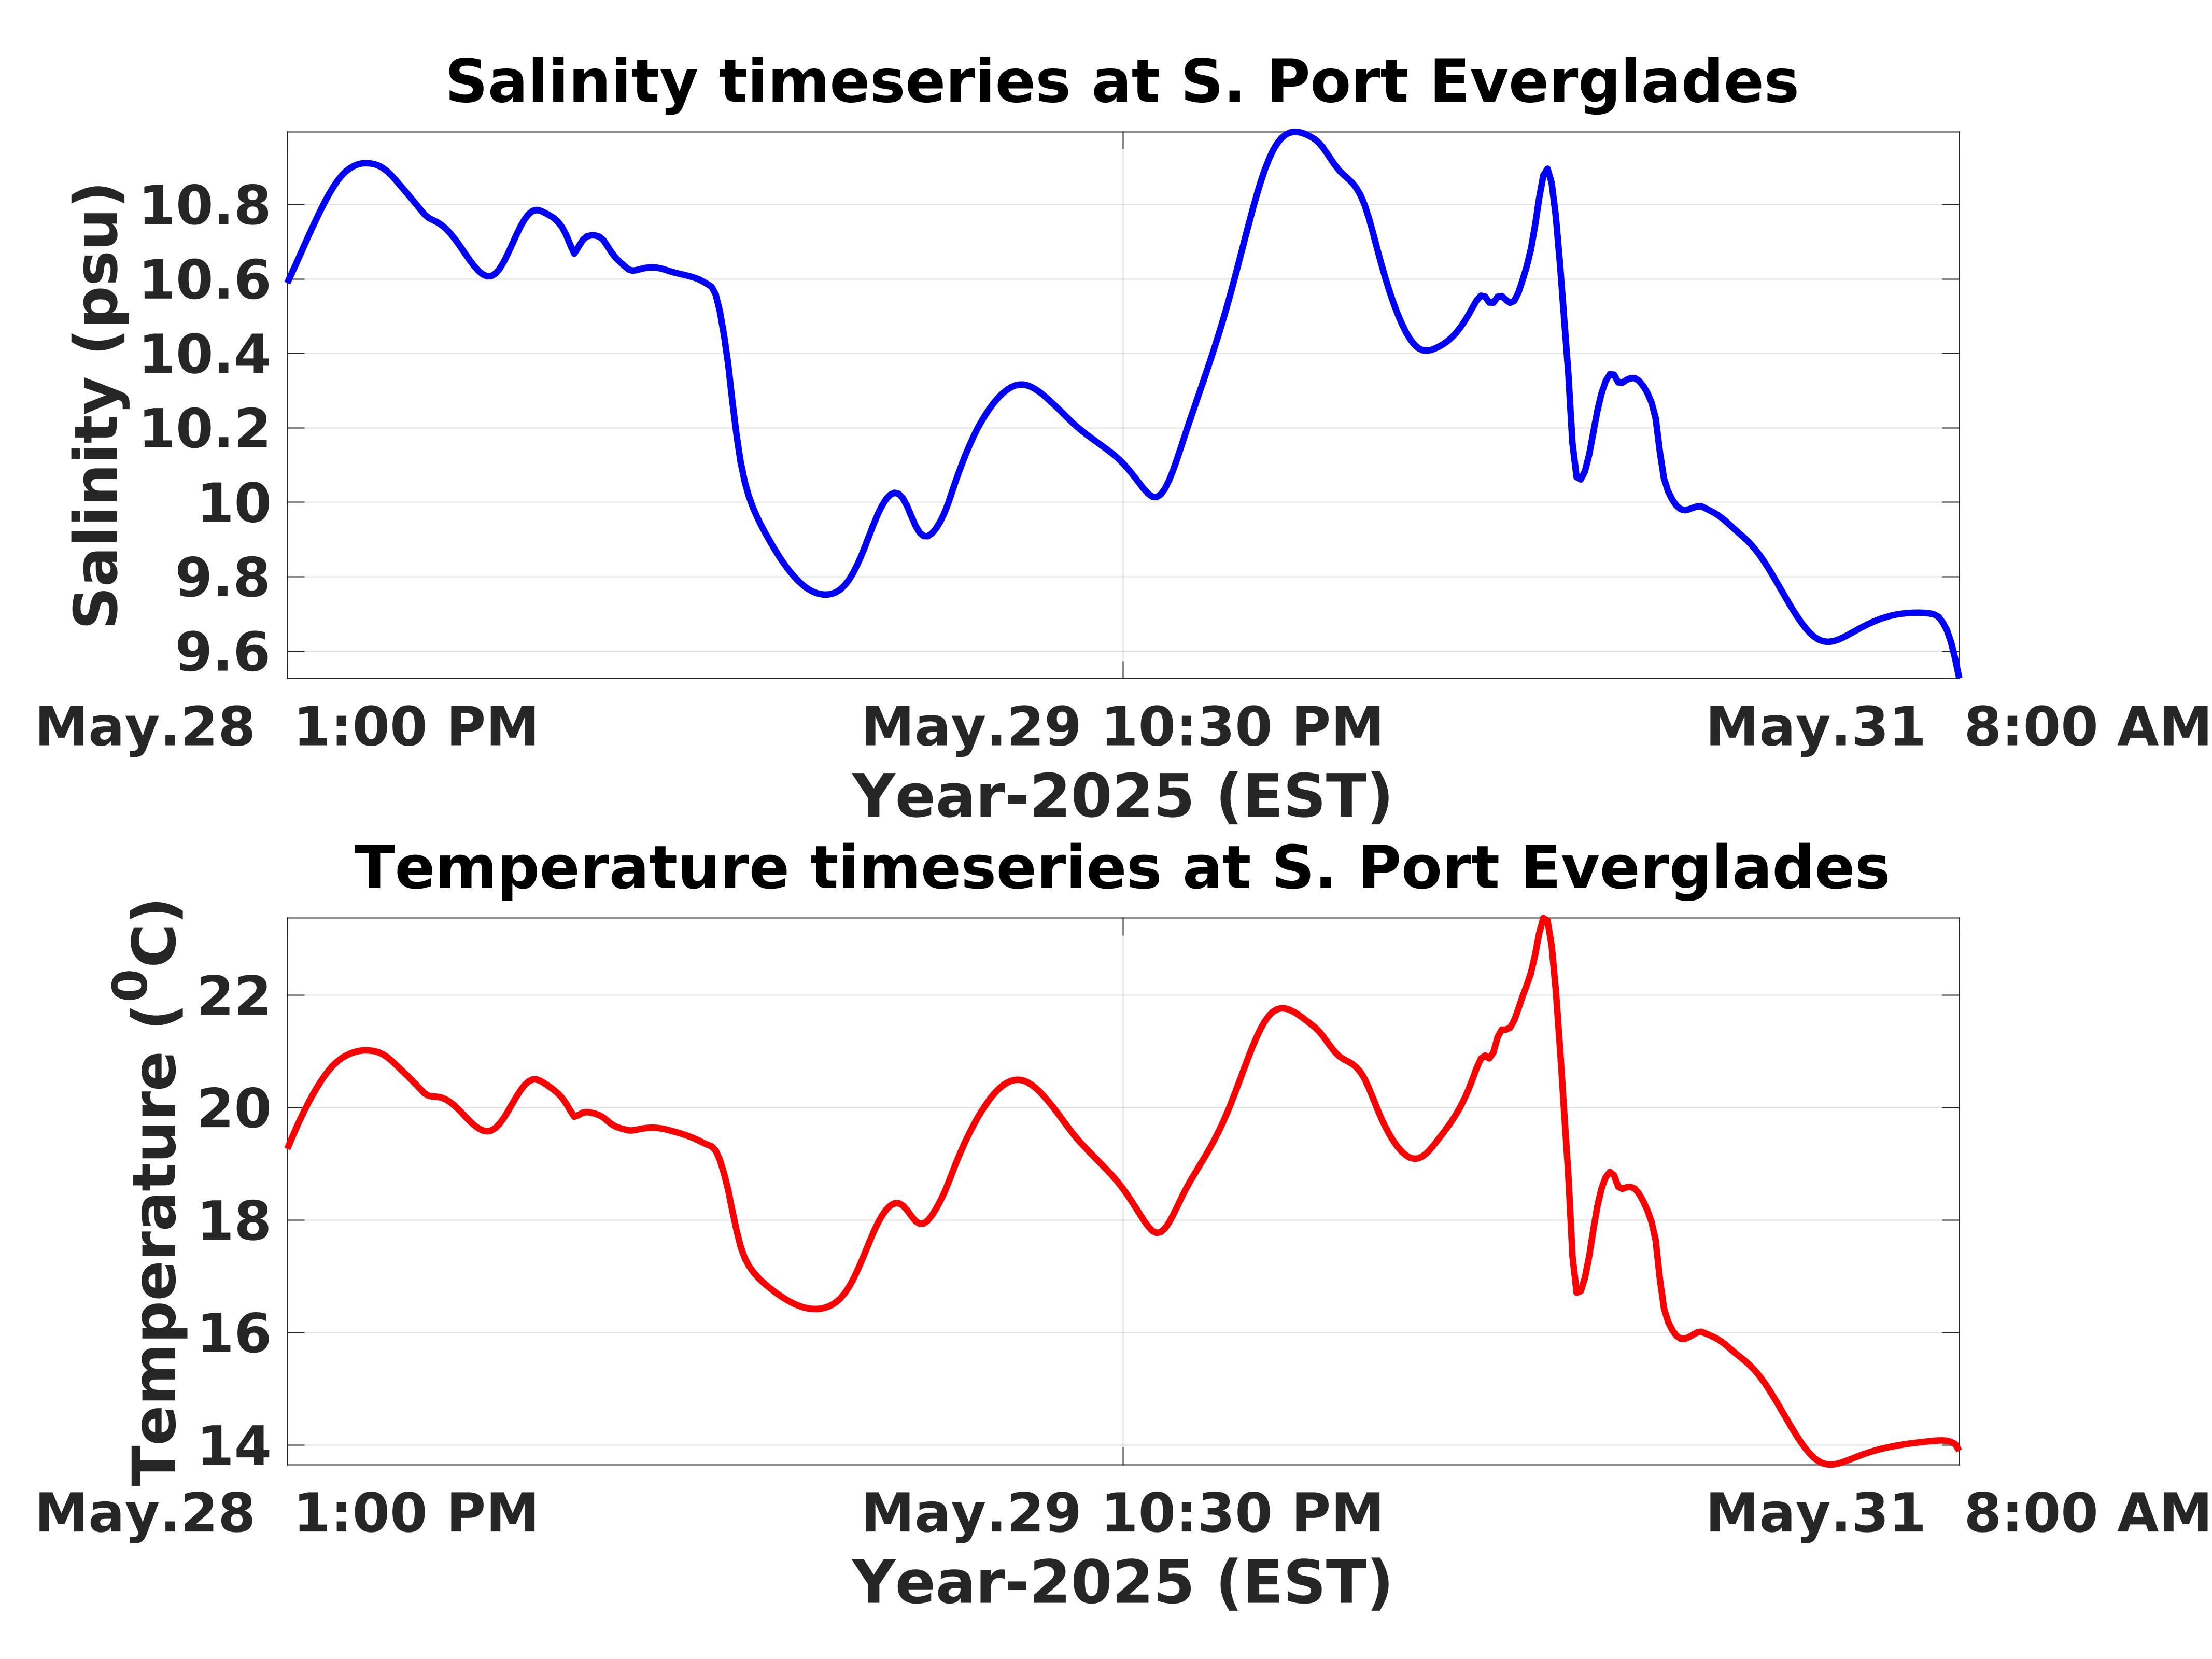 Salinity timeseries at S. Port Everglades
Salinity (psu)
10.8
10.6
10.4
10.2
10
9.8
9.6
May.28  1:00 PM
May.29 10:30 PM
May.31  8:00 AM
Year-2025 (EST)
Temperature timeseries at S. Port Everglades
Temperature (⁰C)
22
20
18
16
14
May.28  1:00 PM
May.29 10:30 PM
May.31  8:00 AM
Year-2025 (EST)